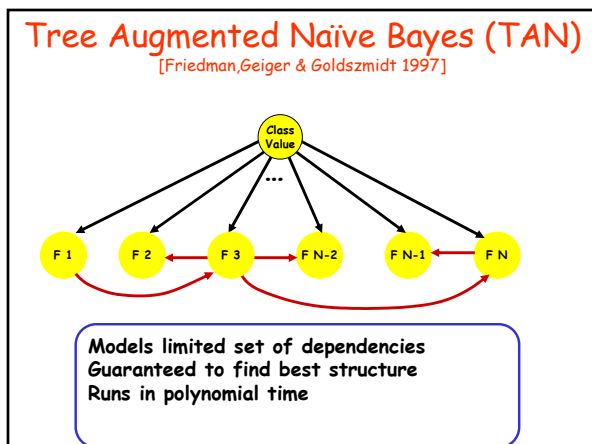 Tree Augmented Naïve Bayes (TAN)
[Friedman,Geiger & Goldszmidt 1997]
Class
Value
...
F 1
F 2
F 3
F N-2
F N-1
F N
Models limited set of dependencies
Guaranteed to find best structure
Runs in polynomial time